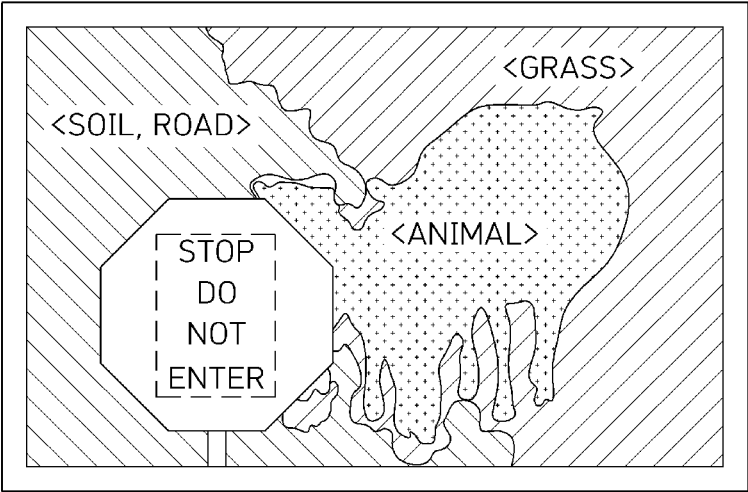 <GRASS>
<SOIL, ROAD>
<ANIMAL>
STOP
DO
NOT
ENTER